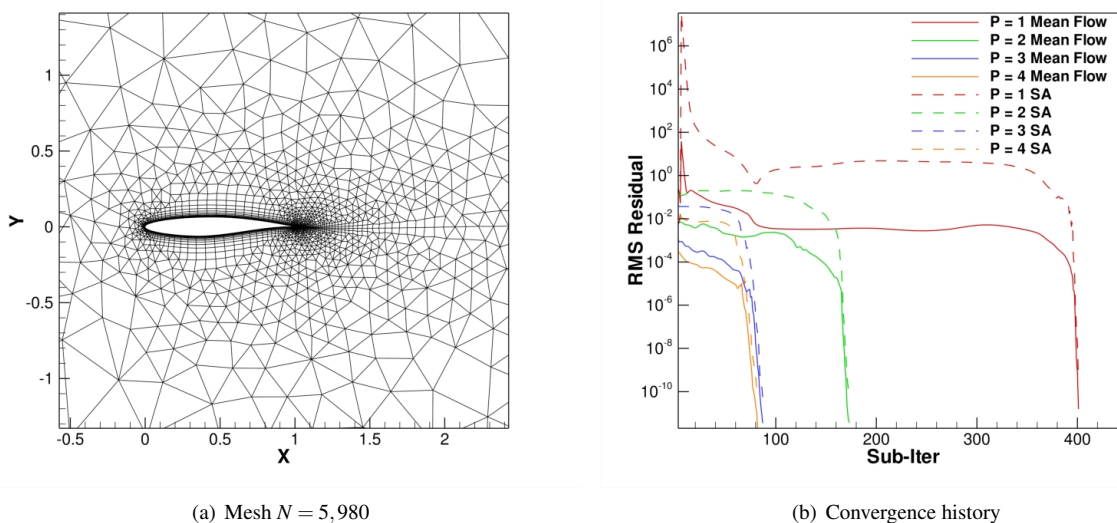 Y
1
0.5
0
-0.5
-1
-0.5 0 0.5 1 1.5 2
X
(a) Mesh N = 5,980
RMS Residual
10^6
10^4
10^2
10^0
10^-2
10^-4
10^-6
10^-8
10^-10
P = 1 Mean Flow
P = 2 Mean Flow
P = 3 Mean Flow
P = 4 Mean Flow
P = 1 SA
P = 2 SA
P = 3 SA
P = 4 SA
100 200 300 400
Sub-Iter
(b) Convergence history